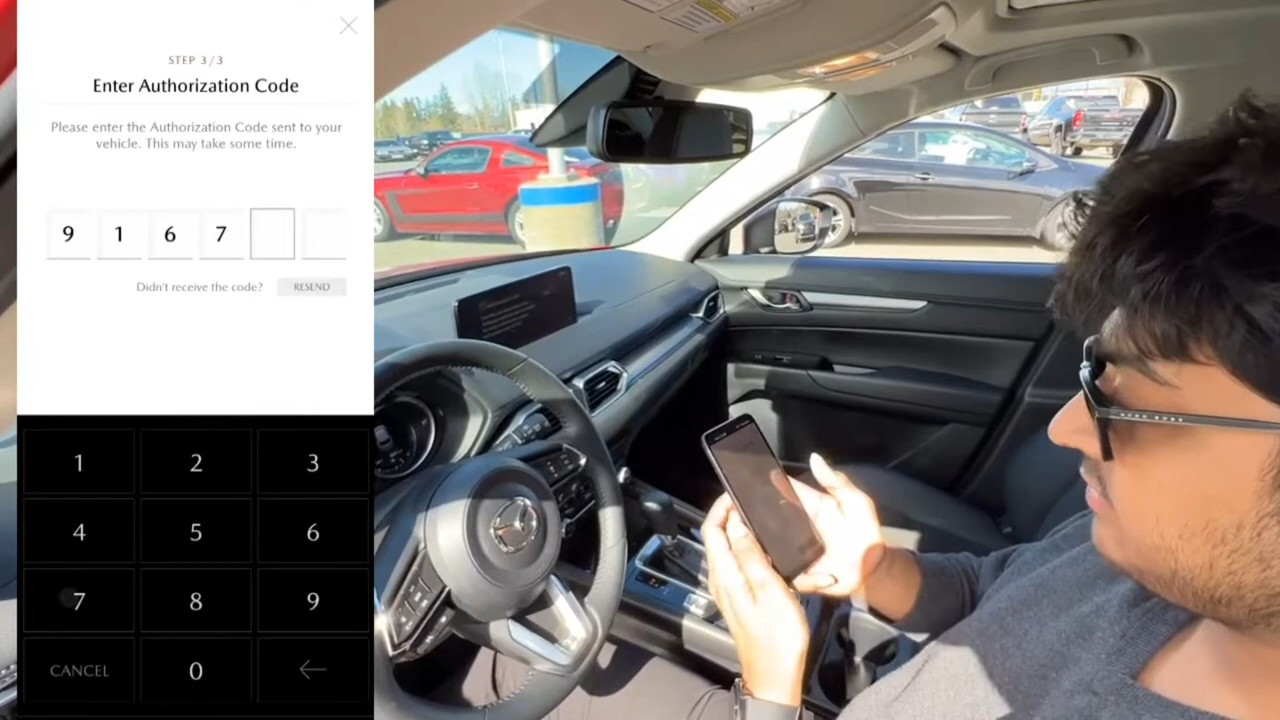 STEP 3/3
Enter Authorization Code
Please enter the Authorization Code sent to your
vehicle. This may take some time.
9 1 6 7
Didn't receive the code? RESEND
1 2 3
4 5 6
7 8 9
CANCEL 0